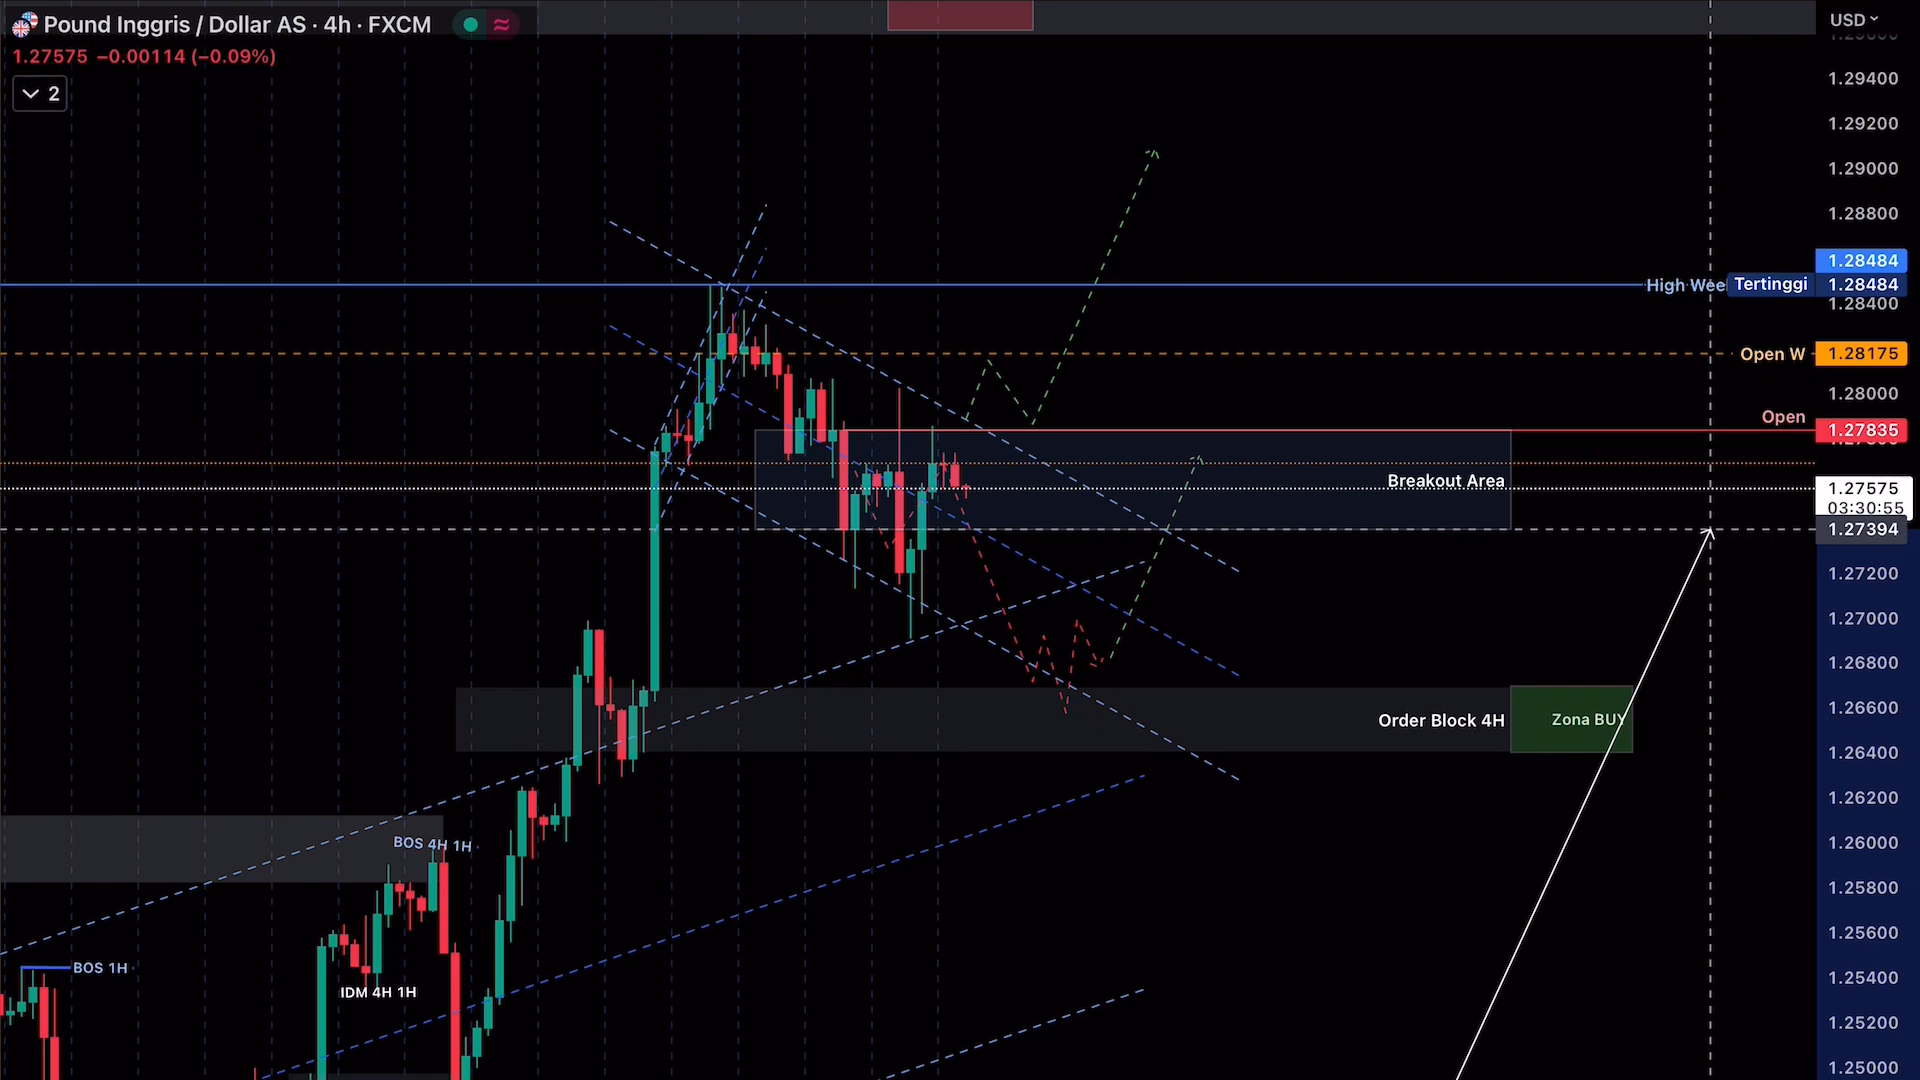 Pound Inggris / Dollar AS · 4h · FXCM
1.27575 −0.00114 (−0.09%)
2
USD
1.29400
1.29200
1.29000
1.28800
1.28484
High Wee
Tertinggi
1.28484
1.28400
Open W
1.28175
1.28000
Open
1.27835
Breakout Area
1.27575
03:30:55
1.27394
1.27200
1.27000
1.26800
1.26600
Order Block 4H
Zona BUY
1.26400
1.26200
BOS 4H 1H
1.26000
1.25800
1.25600
BOS 1H
1.25400
IDM 4H 1H
1.25200
1.25000